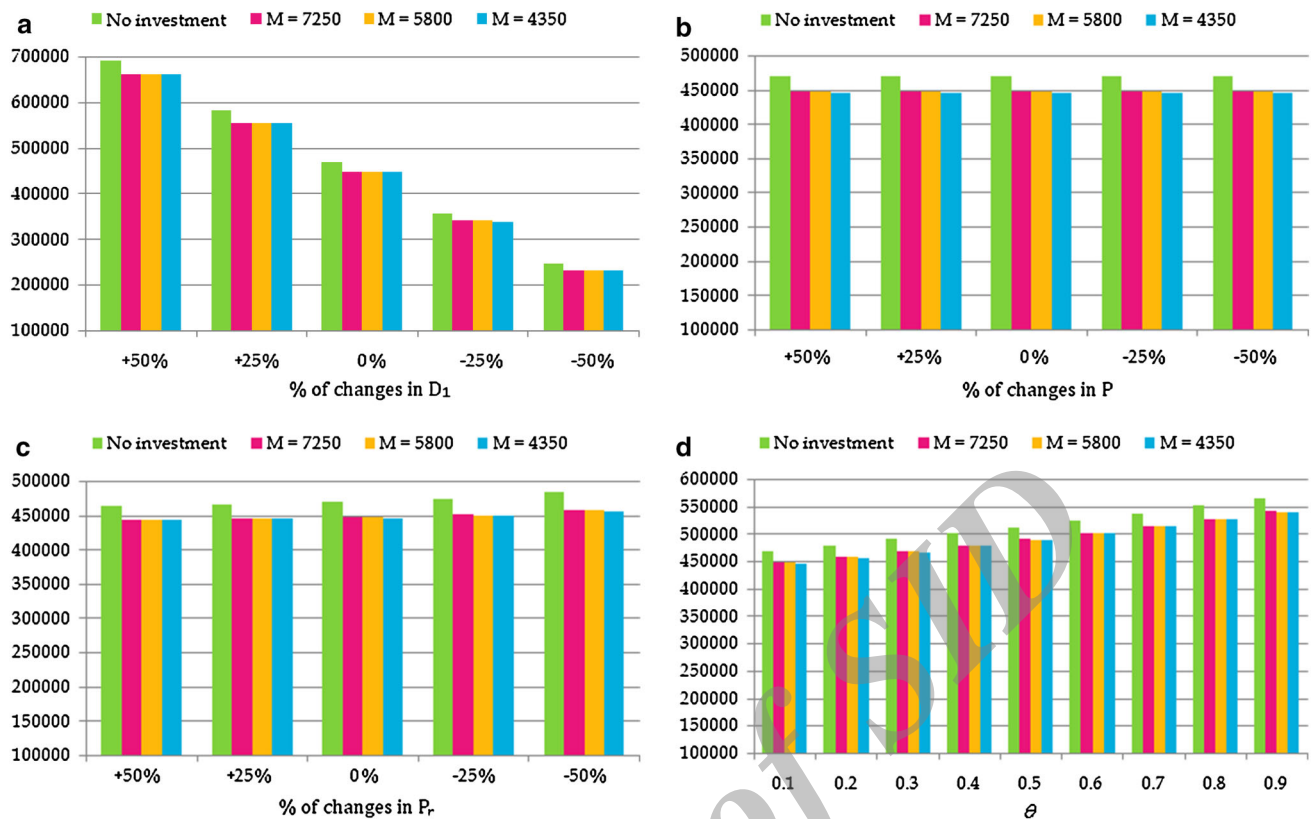 a
No investment M = 7250 M = 5800 M = 4350
700000
600000
500000
400000
300000
200000
100000
+50% +25% 0% -25% -50%
% of changes in D1
b
No investment M = 7250 M = 5800 M = 4350
500000
450000
400000
350000
300000
250000
200000
150000
100000
+50% +25% 0% -25% -50%
% of changes in P
c
No investment M = 7250 M = 5800 M = 4350
500000
450000
400000
350000
300000
250000
200000
150000
100000
+50% +25% 0% -25% -50%
% of changes in Pr
d
No investment M = 7250 M = 5800 M = 4350
600000
550000
500000
450000
400000
350000
300000
250000
200000
150000
100000
0.1 0.2 0.3 0.4 0.5 0.6 0.7 0.8 0.9
θ
of SID